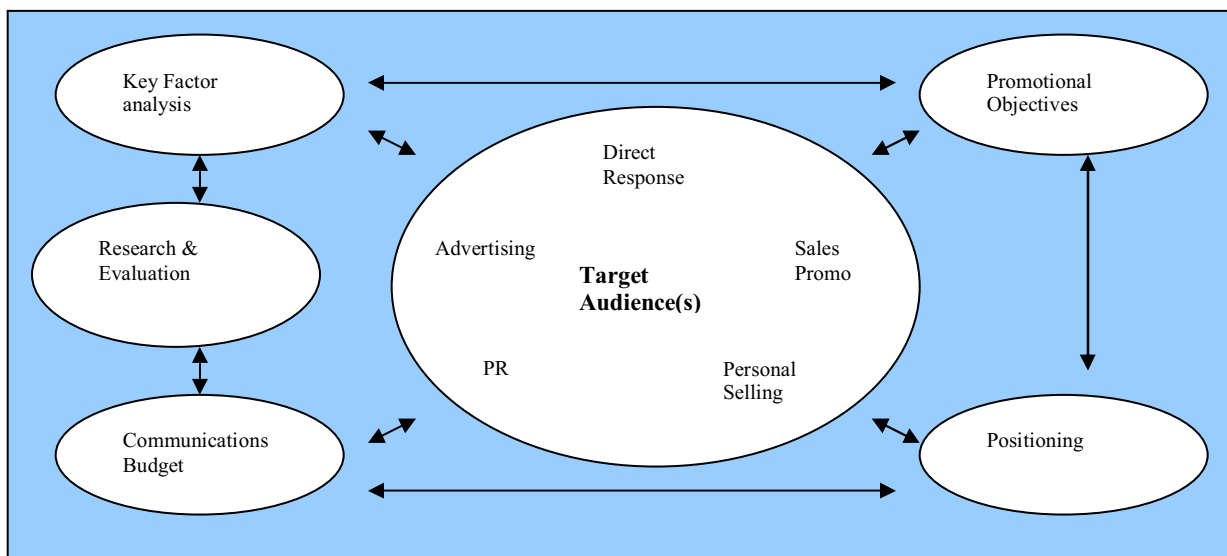 Key Factor
analysis
Promotional
Objectives
Direct
Response
Research &
Evaluation
Advertising
Sales
Promo
Target
Audience(s)
PR
Personal
Selling
Communications
Budget
Positioning